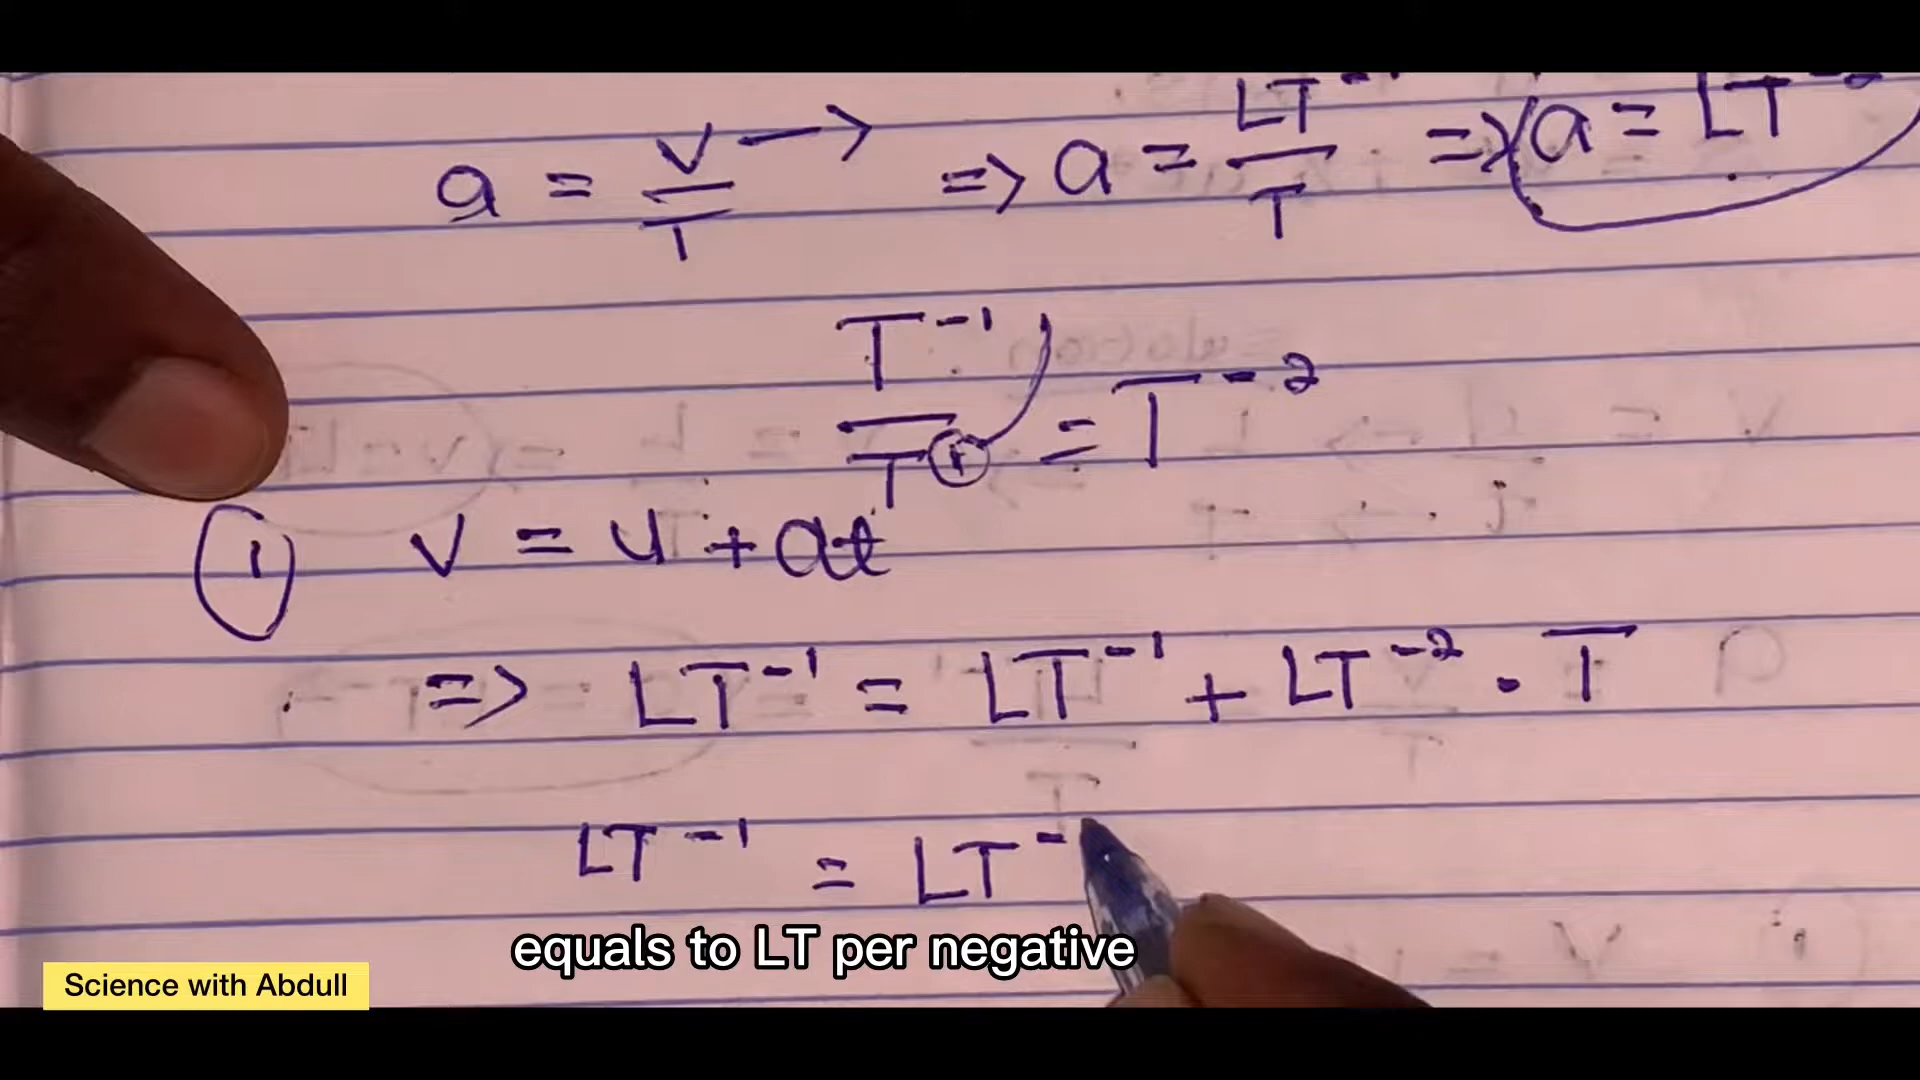 a = V/T → => a = LT⁻¹/T => a = LT⁻²
T⁻¹/T¹ = T⁻²
① v = u + at
=> LT⁻¹ = LT⁻¹ + LT⁻² · T
LT⁻¹ = LT⁻
equals to LT per negative
Science with Abdull